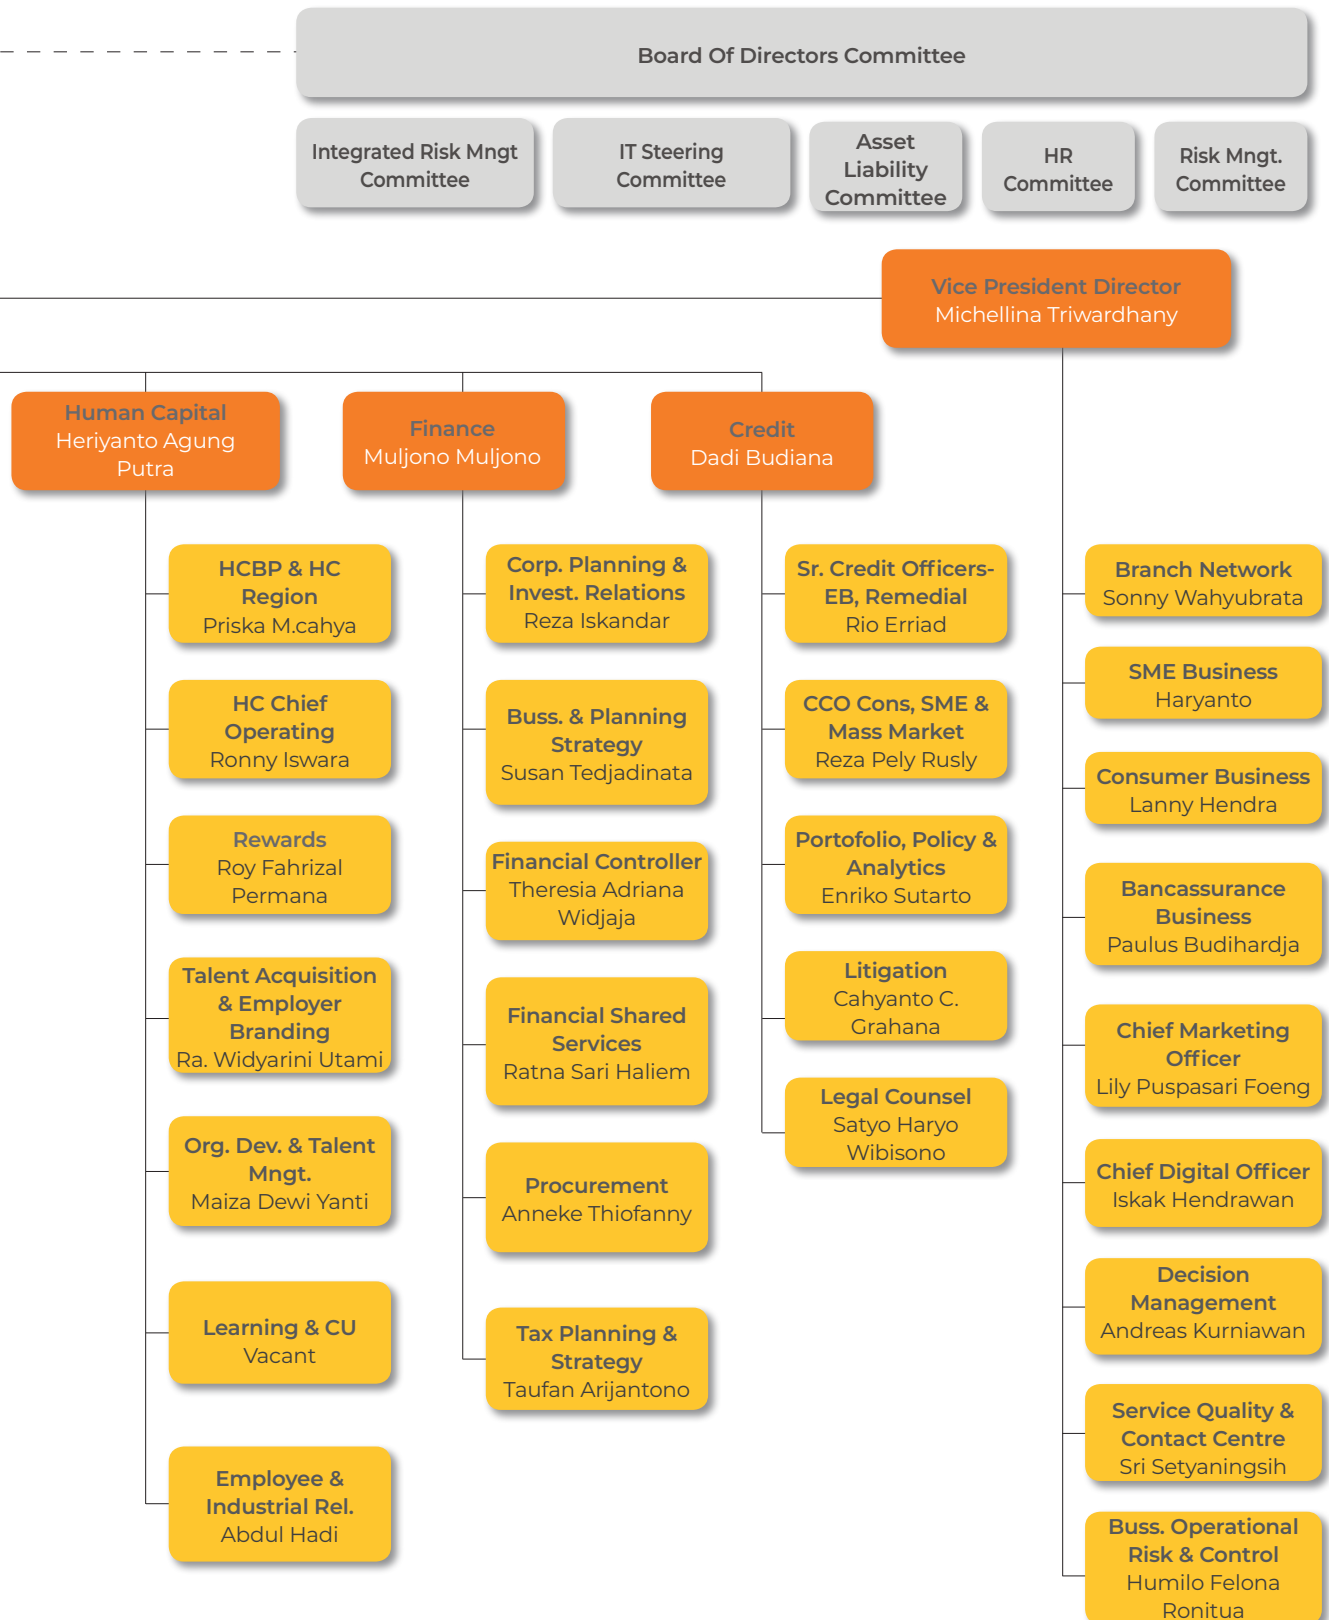 Board Of Directors Committee
Integrated Risk Mngt
Committee
IT Steering
Committee
Asset
Liability
Committee
HR
Committee
Risk Mngt.
Committee
Vice President Director
Michellina Triwardhany
Human Capital
Heriyanto Agung
Putra
Finance
Muljono Muljono
Credit
Dadi Budiana
HCBP & HC
Region
Priska M.cahya
HC Chief
Operating
Ronny Iswara
Rewards
Roy Fahrizal
Permana
Talent Acquisition
& Employer
Branding
Ra. Widyarini Utami
Org. Dev. & Talent
Mngt.
Maiza Dewi Yanti
Learning & CU
Vacant
Employee &
Industrial Rel.
Abdul Hadi
Corp. Planning &
Invest. Relations
Reza Iskandar
Buss. & Planning
Strategy
Susan Tedjadinata
Financial Controller
Theresia Adriana
Widjaja
Financial Shared
Services
Ratna Sari Haliem
Procurement
Anneke Thiofanny
Tax Planning &
Strategy
Taufan Arijantono
Sr. Credit Officers-
EB, Remedial
Rio Erriad
CCO Cons, SME &
Mass Market
Reza Pely Rusly
Portofolio, Policy &
Analytics
Enriko Sutarto
Litigation
Cahyanto C.
Grahana
Legal Counsel
Satyo Haryo
Wibisono
Branch Network
Sonny Wahyubrata
SME Business
Haryanto
Consumer Business
Lanny Hendra
Bancassurance
Business
Paulus Budihardja
Chief Marketing
Officer
Lily Puspasari Foeng
Chief Digital Officer
Iskak Hendrawan
Decision
Management
Andreas Kurniawan
Service Quality &
Contact Centre
Sri Setyaningsih
Buss. Operational
Risk & Control
Humilo Felona
Ronitua